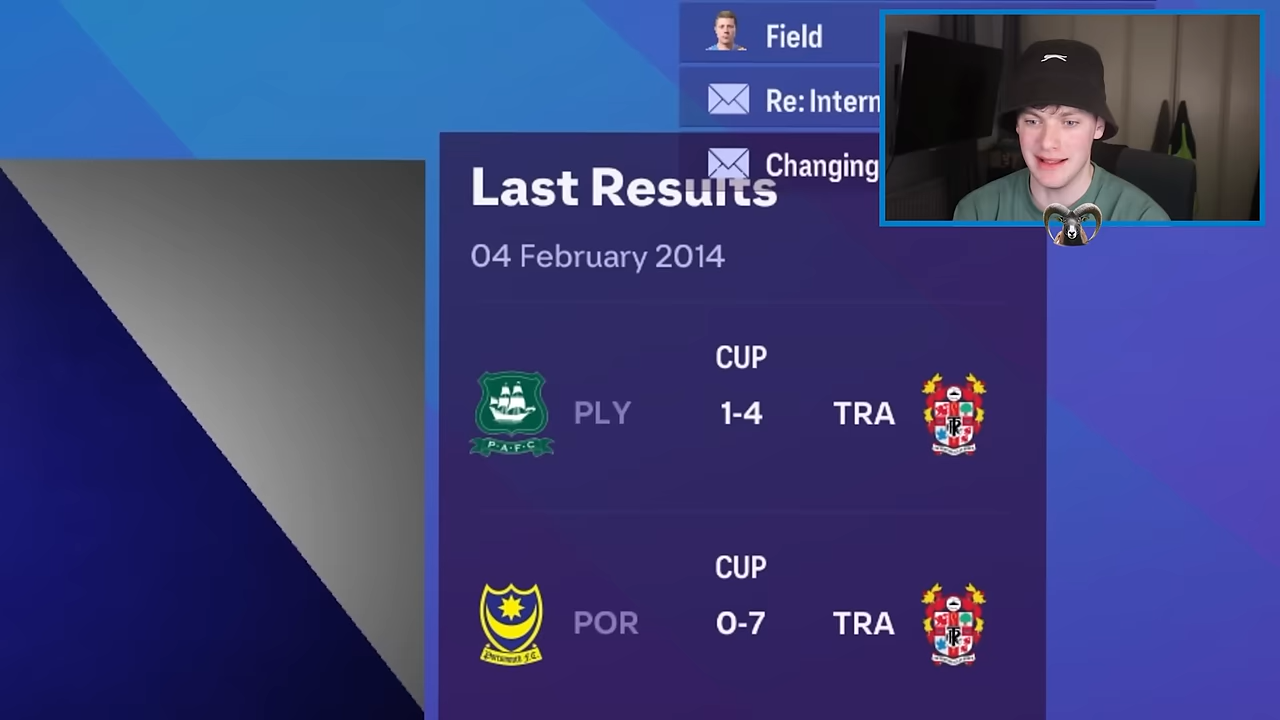 Field
Re: Intern
Changing
Last Results
04 February 2014
CUP
PLY 1-4 TRA
P·A·F·C
CUP
POR 0-7 TRA